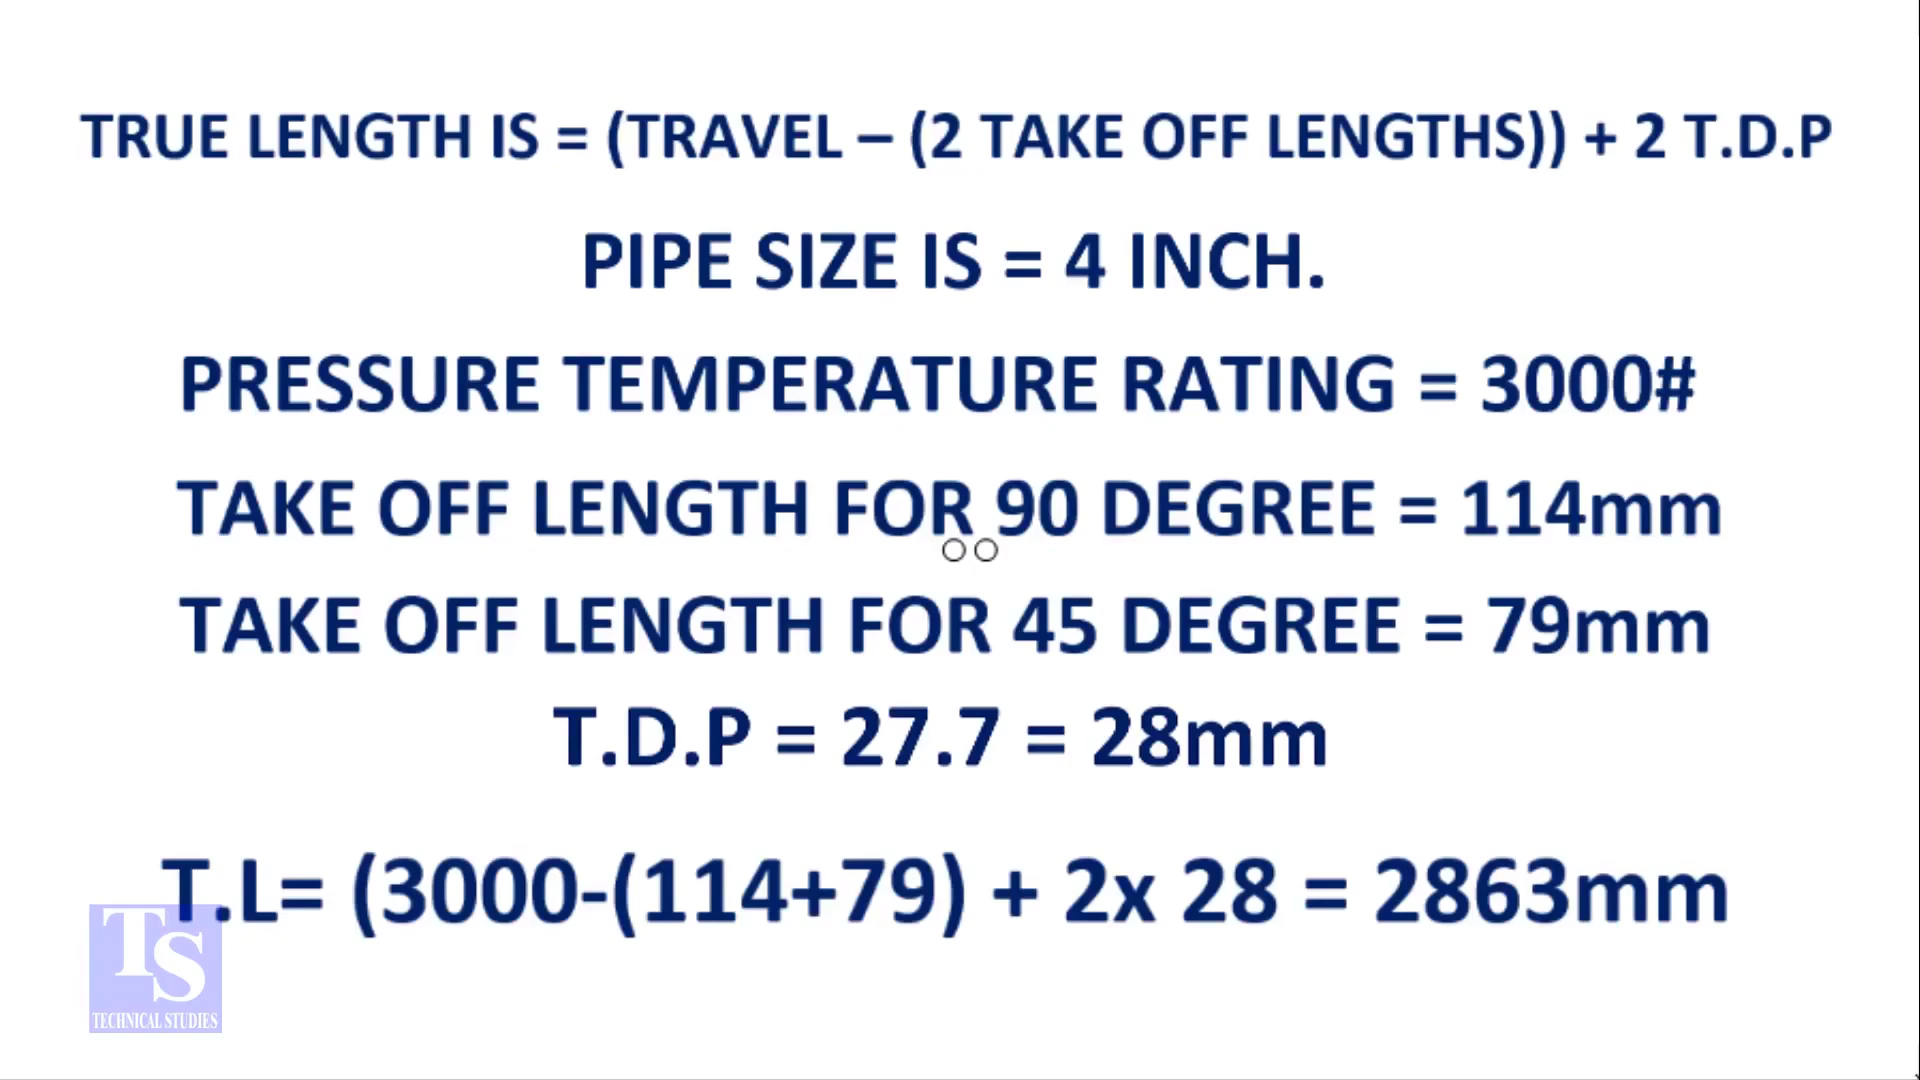 TRUE LENGTH IS = (TRAVEL – (2 TAKE OFF LENGTHS)) + 2 T.D.P
PIPE SIZE IS = 4 INCH.
PRESSURE TEMPERATURE RATING = 3000#
TAKE OFF LENGTH FOR 90 DEGREE = 114mm
TAKE OFF LENGTH FOR 45 DEGREE = 79mm
T.D.P = 27.7 = 28mm
T.L= (3000-(114+79) + 2x 28 = 2863mm
TS
TECHNICAL STUDIES